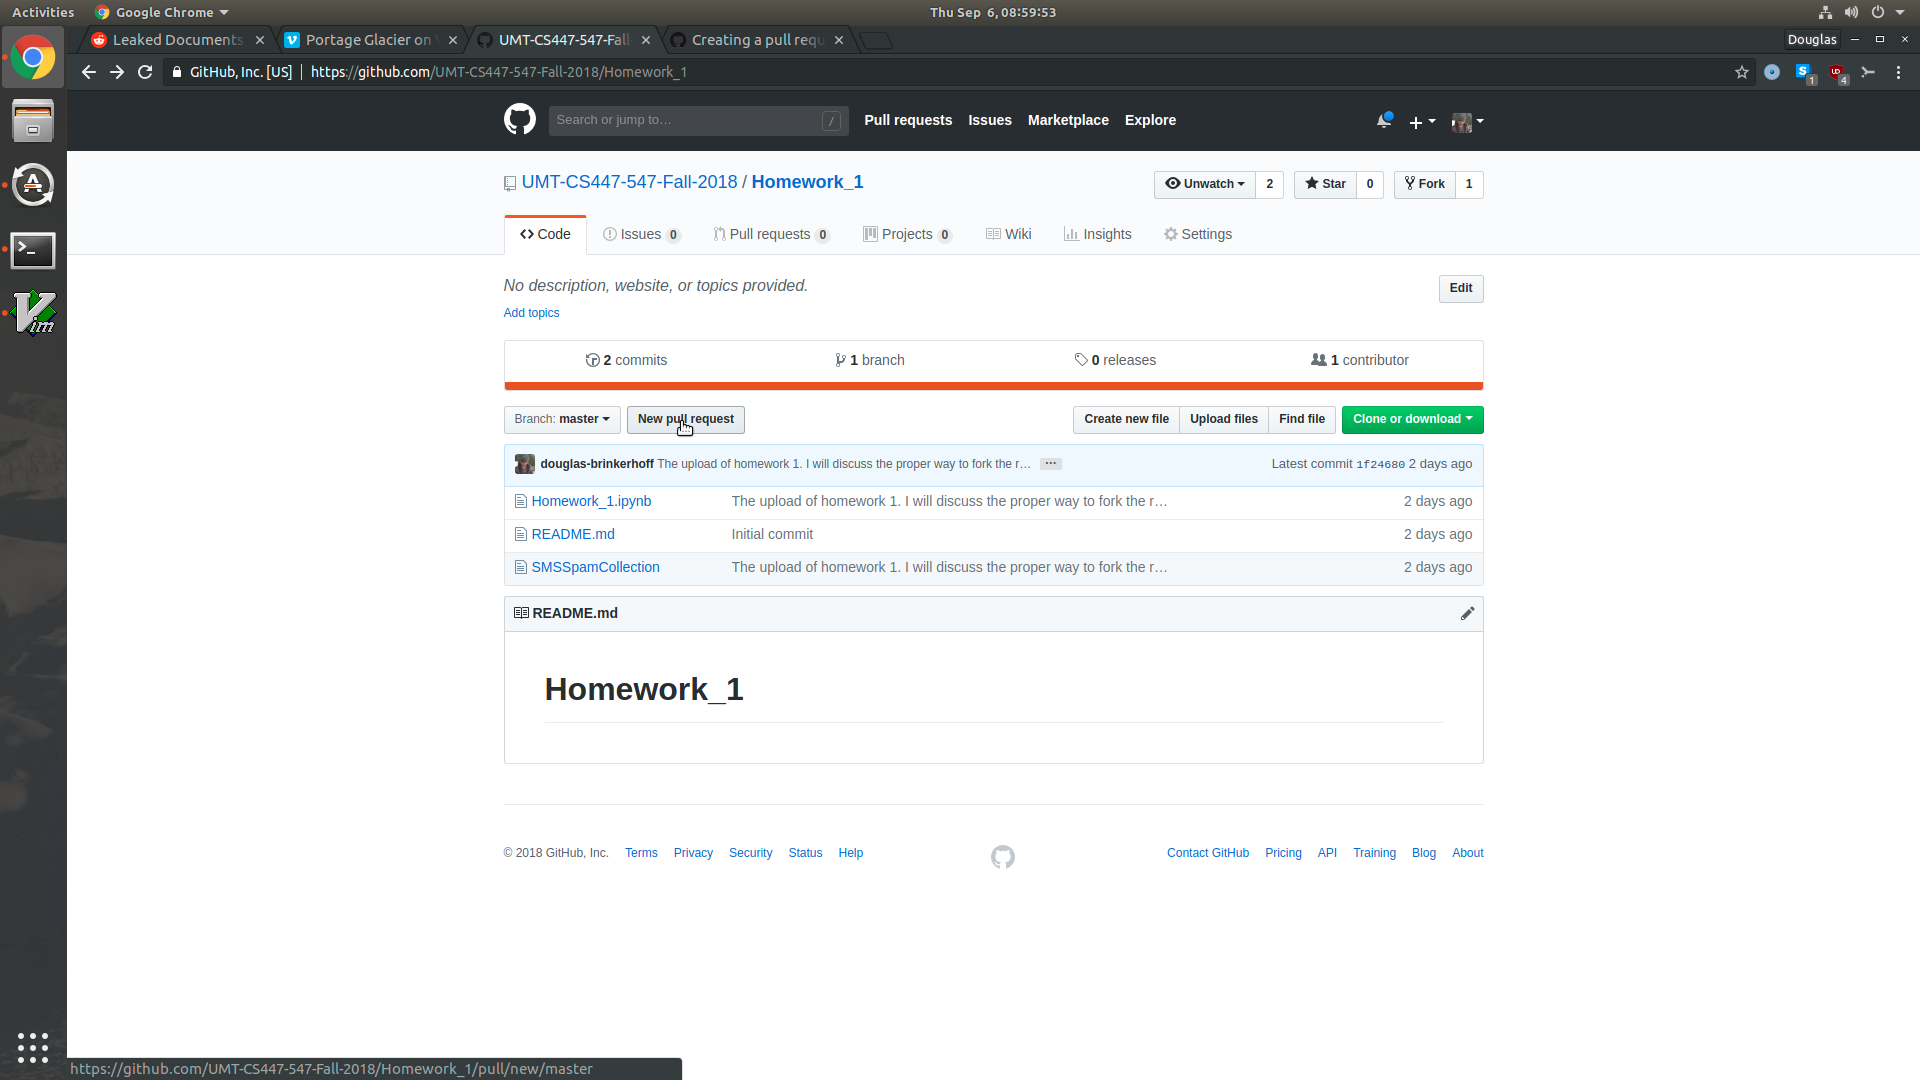 Activities Google Chrome Thu Sep 6, 08:59:53
Leaked Documents Portage Glacier on UMT-CS447-547-Fall Creating a pull requ Douglas
GitHub, Inc. [US] https://github.com/UMT-CS447-547-Fall-2018/Homework_1
Search or jump to… / Pull requests Issues Marketplace Explore
UMT-CS447-547-Fall-2018 / Homework_1 Unwatch 2 Star 0 Fork 1
Code Issues 0 Pull requests 0 Projects 0 Wiki Insights Settings
No description, website, or topics provided. Edit
Add topics
2 commits 1 branch 0 releases 1 contributor
Branch: master New pull request Create new file Upload files Find file Clone or download
douglas-brinkerhoff The upload of homework 1. I will discuss the proper way to fork the r… … Latest commit 1f24680 2 days ago
Homework_1.ipynb The upload of homework 1. I will discuss the proper way to fork the r… 2 days ago
README.md Initial commit 2 days ago
SMSSpamCollection The upload of homework 1. I will discuss the proper way to fork the r… 2 days ago
README.md
Homework_1
© 2018 GitHub, Inc. Terms Privacy Security Status Help Contact GitHub Pricing API Training Blog About
https://github.com/UMT-CS447-547-Fall-2018/Homework_1/pull/new/master